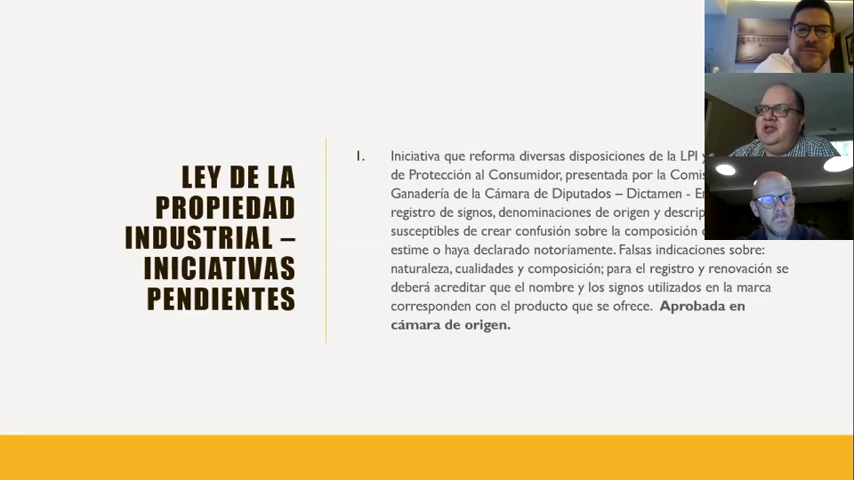 LEY DE LA
PROPIEDAD
INDUSTRIAL –
INICIATIVAS
PENDIENTES
1. Iniciativa que reforma diversas disposiciones de la LPI y
de Protección al Consumidor, presentada por la
Ganadería de la Cámara de Diputados – Dictamen -
registro de signos, denominaciones de origen y
susceptibles de crear confusión sobre la composición
estime o haya declarado notoriamente. Falsas indicaciones sobre:
naturaleza, cualidades y composición; para el registro y renovación se
deberá acreditar que el nombre y los signos utilizados en la marca
corresponden con el producto que se ofrece. Aprobada en
cámara de origen.